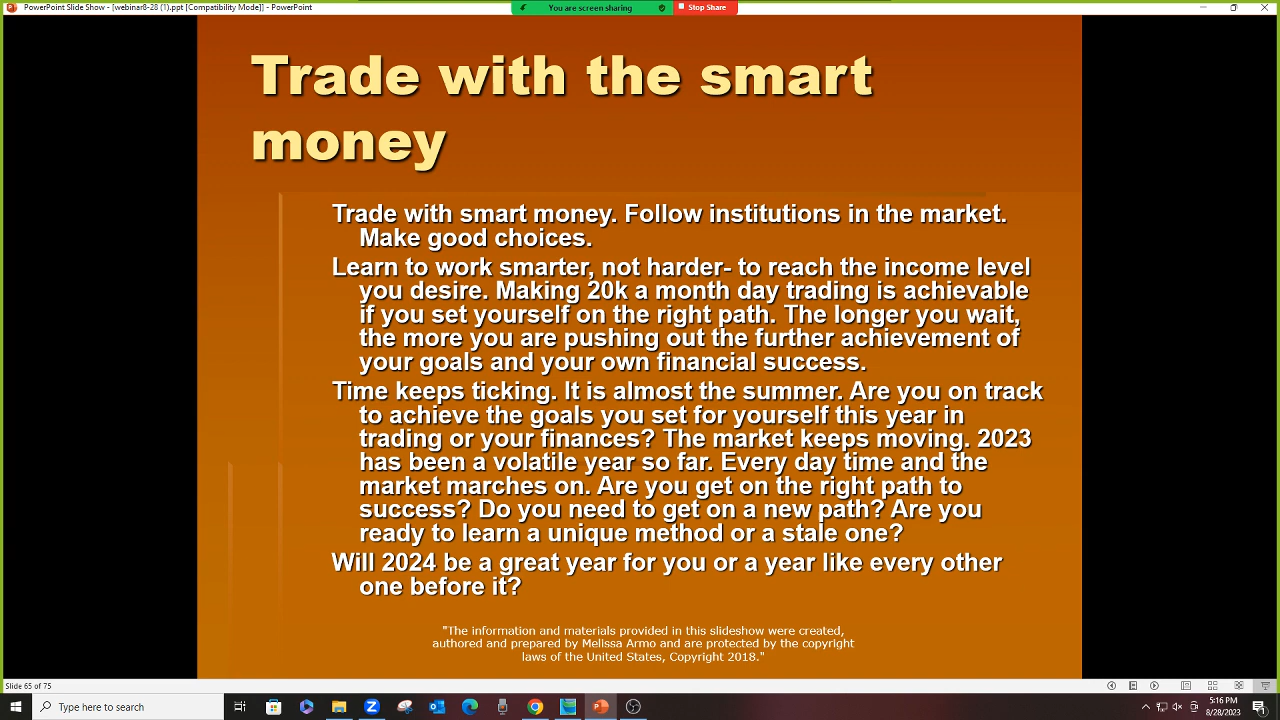 PowerPoint Slide Show - [webinar8-28 (1).ppt [Compatibility Mode]] - PowerPoint
You are screen sharing
Stop Share
Trade with the smart
money
Trade with smart money. Follow institutions in the market.
Make good choices.
Learn to work smarter, not harder- to reach the income level
you desire. Making 20k a month day trading is achievable
if you set yourself on the right path. The longer you wait,
the more you are pushing out the further achievement of
your goals and your own financial success.
Time keeps ticking. It is almost the summer. Are you on track
to achieve the goals you set for yourself this year in
trading or your finances? The market keeps moving. 2023
has been a volatile year so far. Every day time and the
market marches on. Are you get on the right path to
success? Do you need to get on a new path? Are you
ready to learn a unique method or a stale one?
Will 2024 be a great year for you or a year like every other
one before it?
"The information and materials provided in this slideshow were created,
authored and prepared by Melissa Armo and are protected by the copyright
laws of the United States, Copyright 2018."
Slide 65 of 75
Type here to search
5:16 PM
8/28/2023